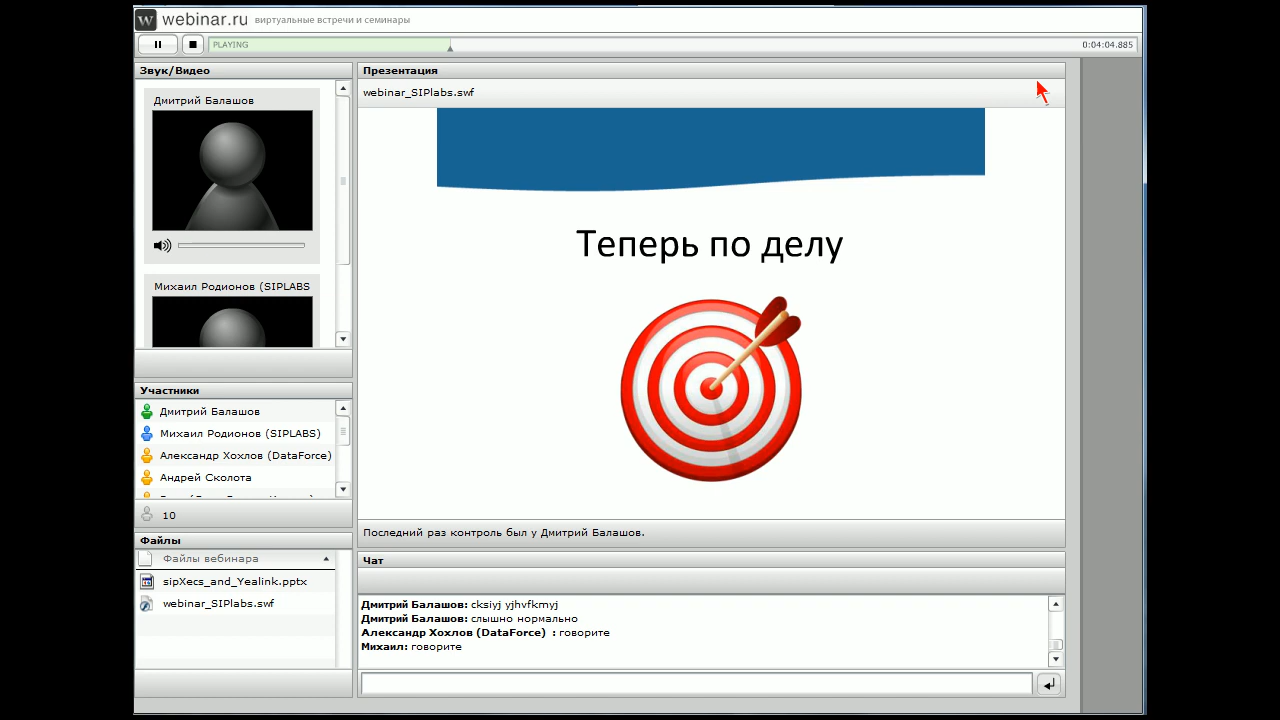 w webinar.ru виртуальные встречи и семинары
PLAYING 0:04:04.885
Звук/Видео
Дмитрий Балашов
Михаил Родионов (SIPLABS
Участники
Дмитрий Балашов
Михаил Родионов (SIPLABS)
Александр Хохлов (DataForce)
Андрей Сколота
10
Файлы
Файлы вебинара
sipXecs_and_Yealink.pptx
webinar_SIPlabs.swf
Презентация
webinar_SIPlabs.swf
Теперь по делу
Последний раз контроль был у Дмитрий Балашов.
Чат
Дмитрий Балашов: cksiyj yjhvfkmyj
Дмитрий Балашов: слышно нормально
Александр Хохлов (DataForce) : говорите
Михаил: говорите